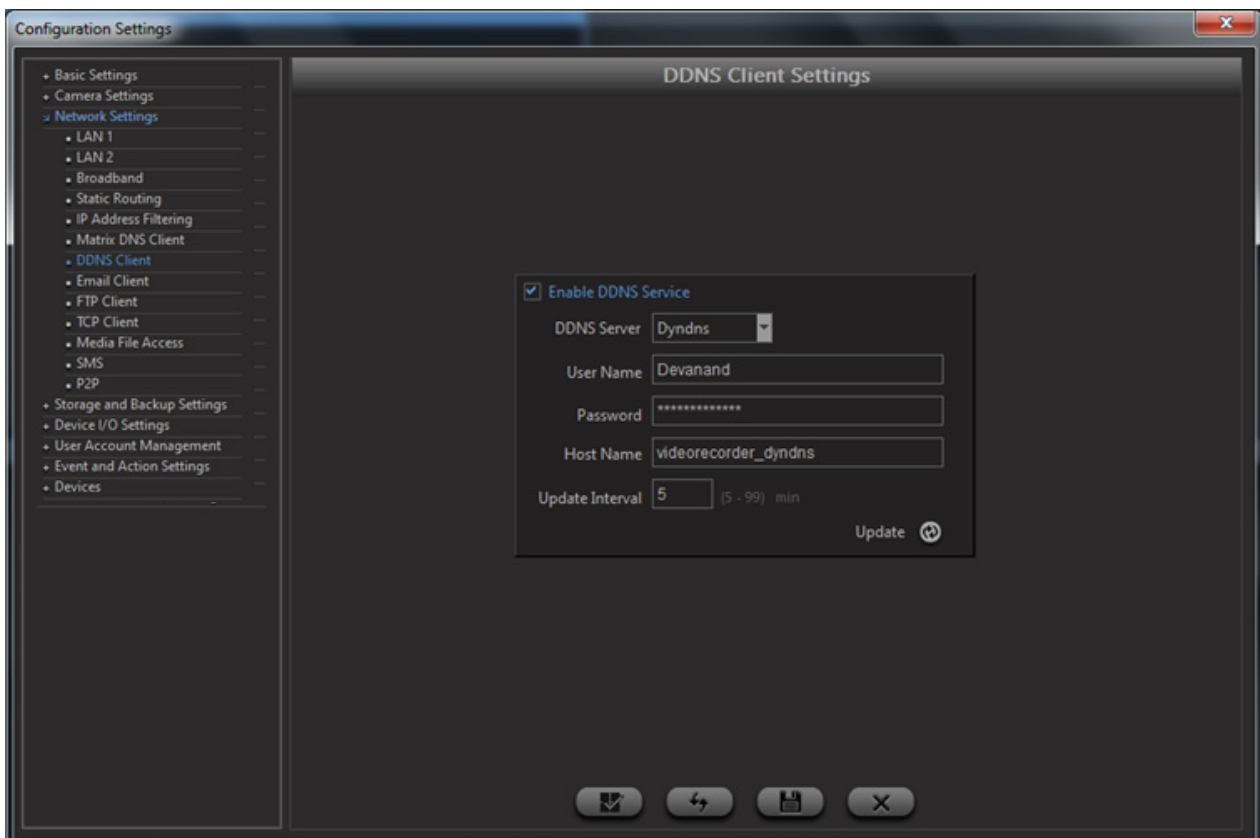 Configuration Settings
Basic Settings
Camera Settings
Network Settings
LAN 1
LAN 2
Broadband
Static Routing
IP Address Filtering
Matrix DNS Client
DDNS Client
Email Client
FTP Client
TCP Client
Media File Access
SMS
P2P
Storage and Backup Settings
Device I/O Settings
User Account Management
Event and Action Settings
Devices
DDNS Client Settings
Enable DDNS Service
DDNS Server Dyndns
User Name Devanand
Password *************
Host Name videorecorder_dyndns
Update Interval 5 (5 - 99) min
Update